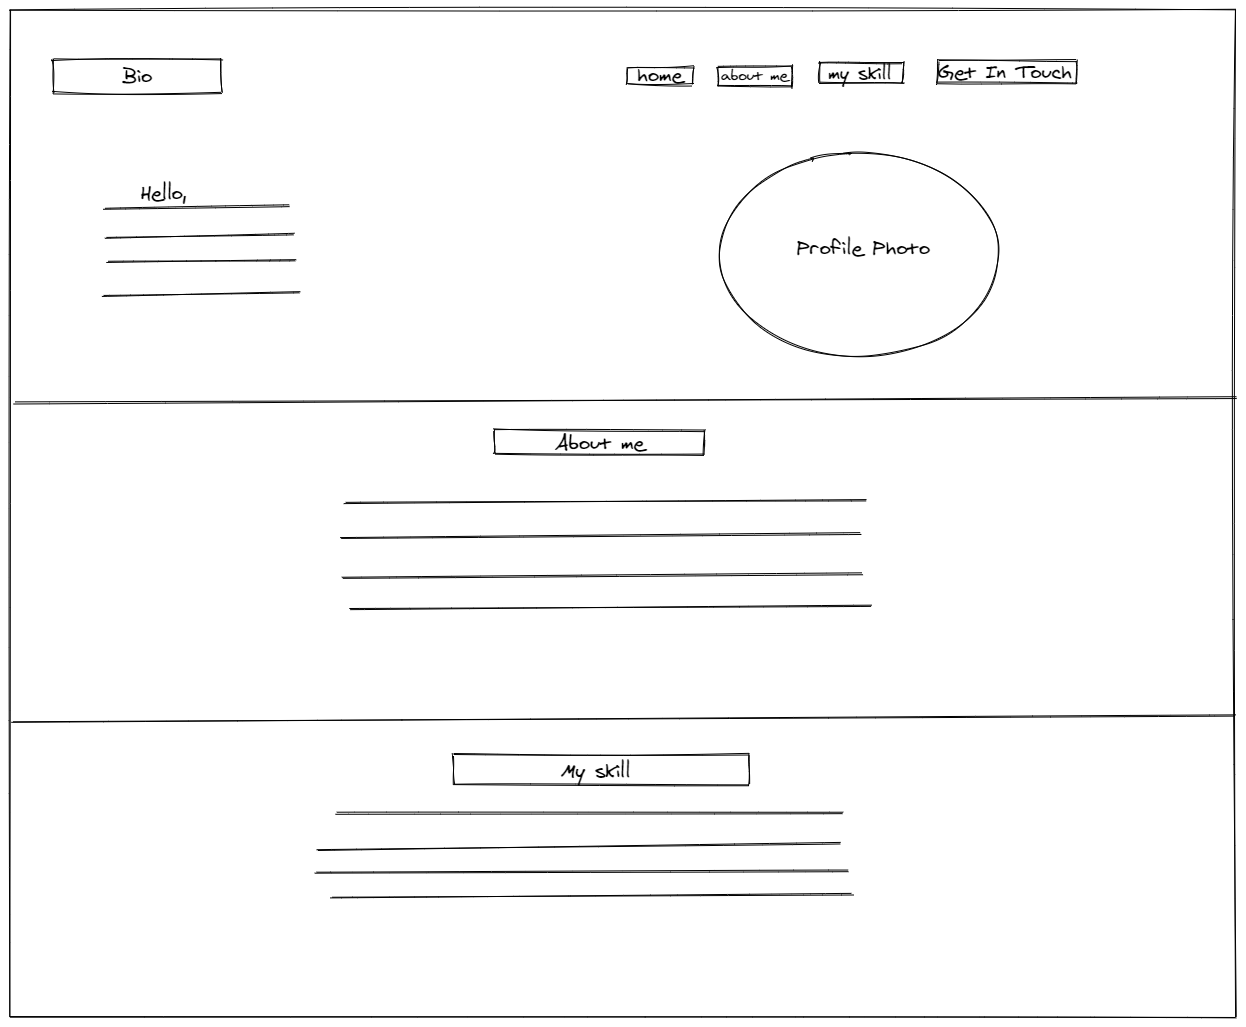 Bio
home
about me
my skill
Get In Touch
Hello,
Profile Photo
About me
My skill